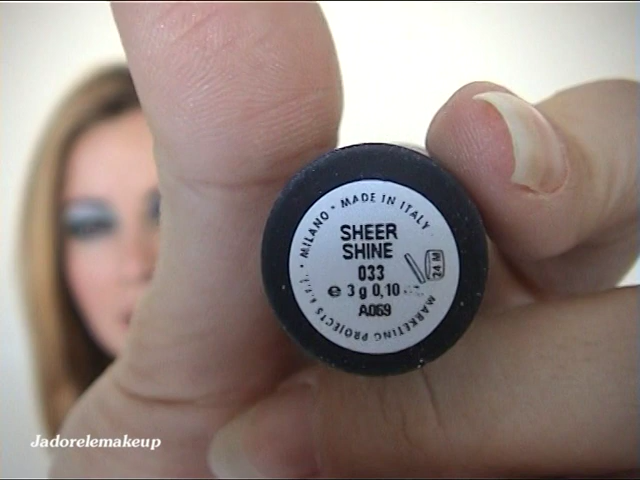 MILANO • MADE IN ITALY
SHEER
SHINE
033
24 M
e 3 g 0,10
A069
MARKETING PROJECTS s.r.l.
Jadorelemakeup